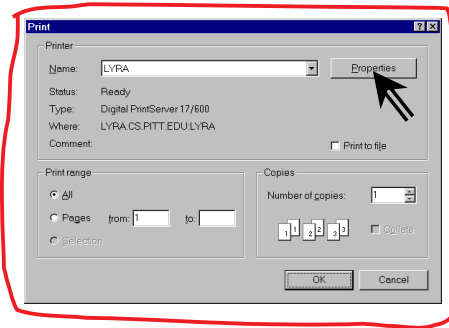 Print
Printer
Name: LYRA Properties
Status: Ready
Type: Digital PrintServer 17/600
Where: LYRA.CS.PITT.EDU:LYRA
Comment: Print to file
Print range
All
Pages from: 1 to:
Selection
Copies
Number of copies: 1
1 1 2 2 3 3
Collate
OK Cancel